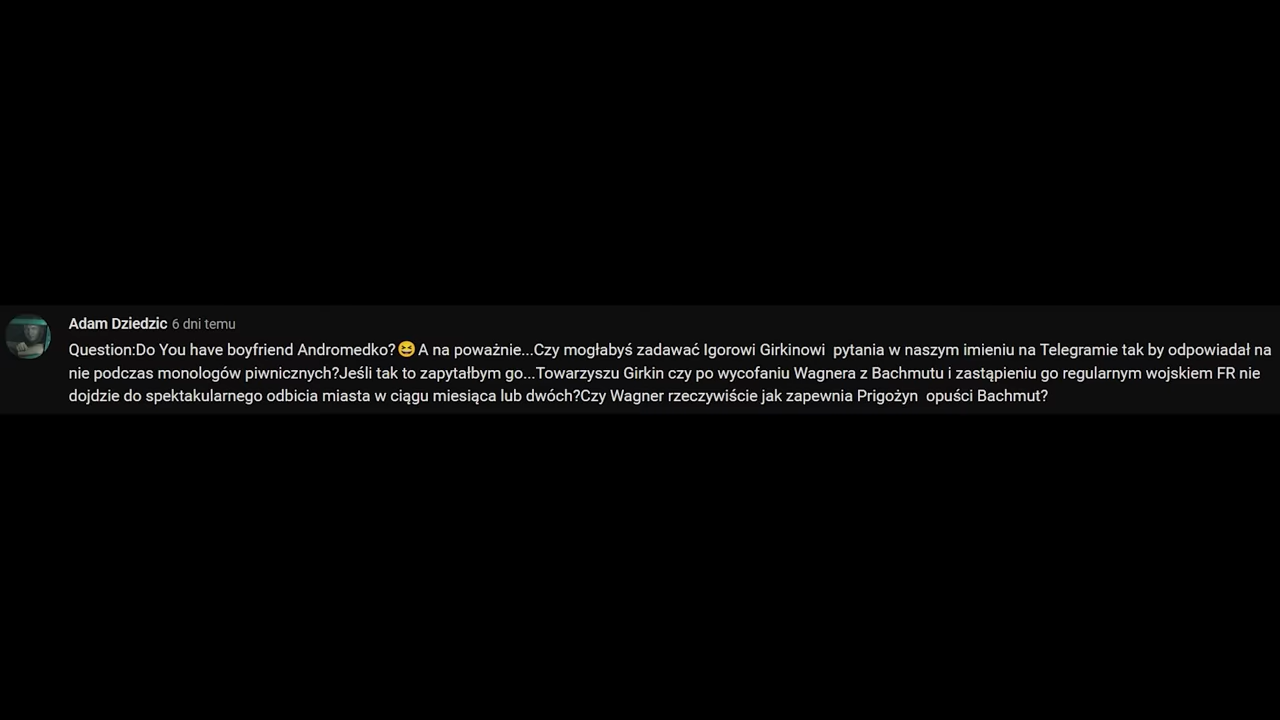 Adam Dziedzic 6 dni temu
Question:Do You have boyfriend Andromedko?😆A na poważnie...Czy mogłabyś zadawać Igorowi Girkinowi  pytania w naszym imieniu na Telegramie tak by odpowiadał na
nie podczas monologów piwnicznych?Jeśli tak to zapytałbym go...Towarzyszu Girkin czy po wycofaniu Wagnera z Bachmutu i zastąpieniu go regularnym wojskiem FR nie
dojdzie do spektakularnego odbicia miasta w ciągu miesiąca lub dwóch?Czy Wagner rzeczywiście jak zapewnia Prigożyn  opuści Bachmut?